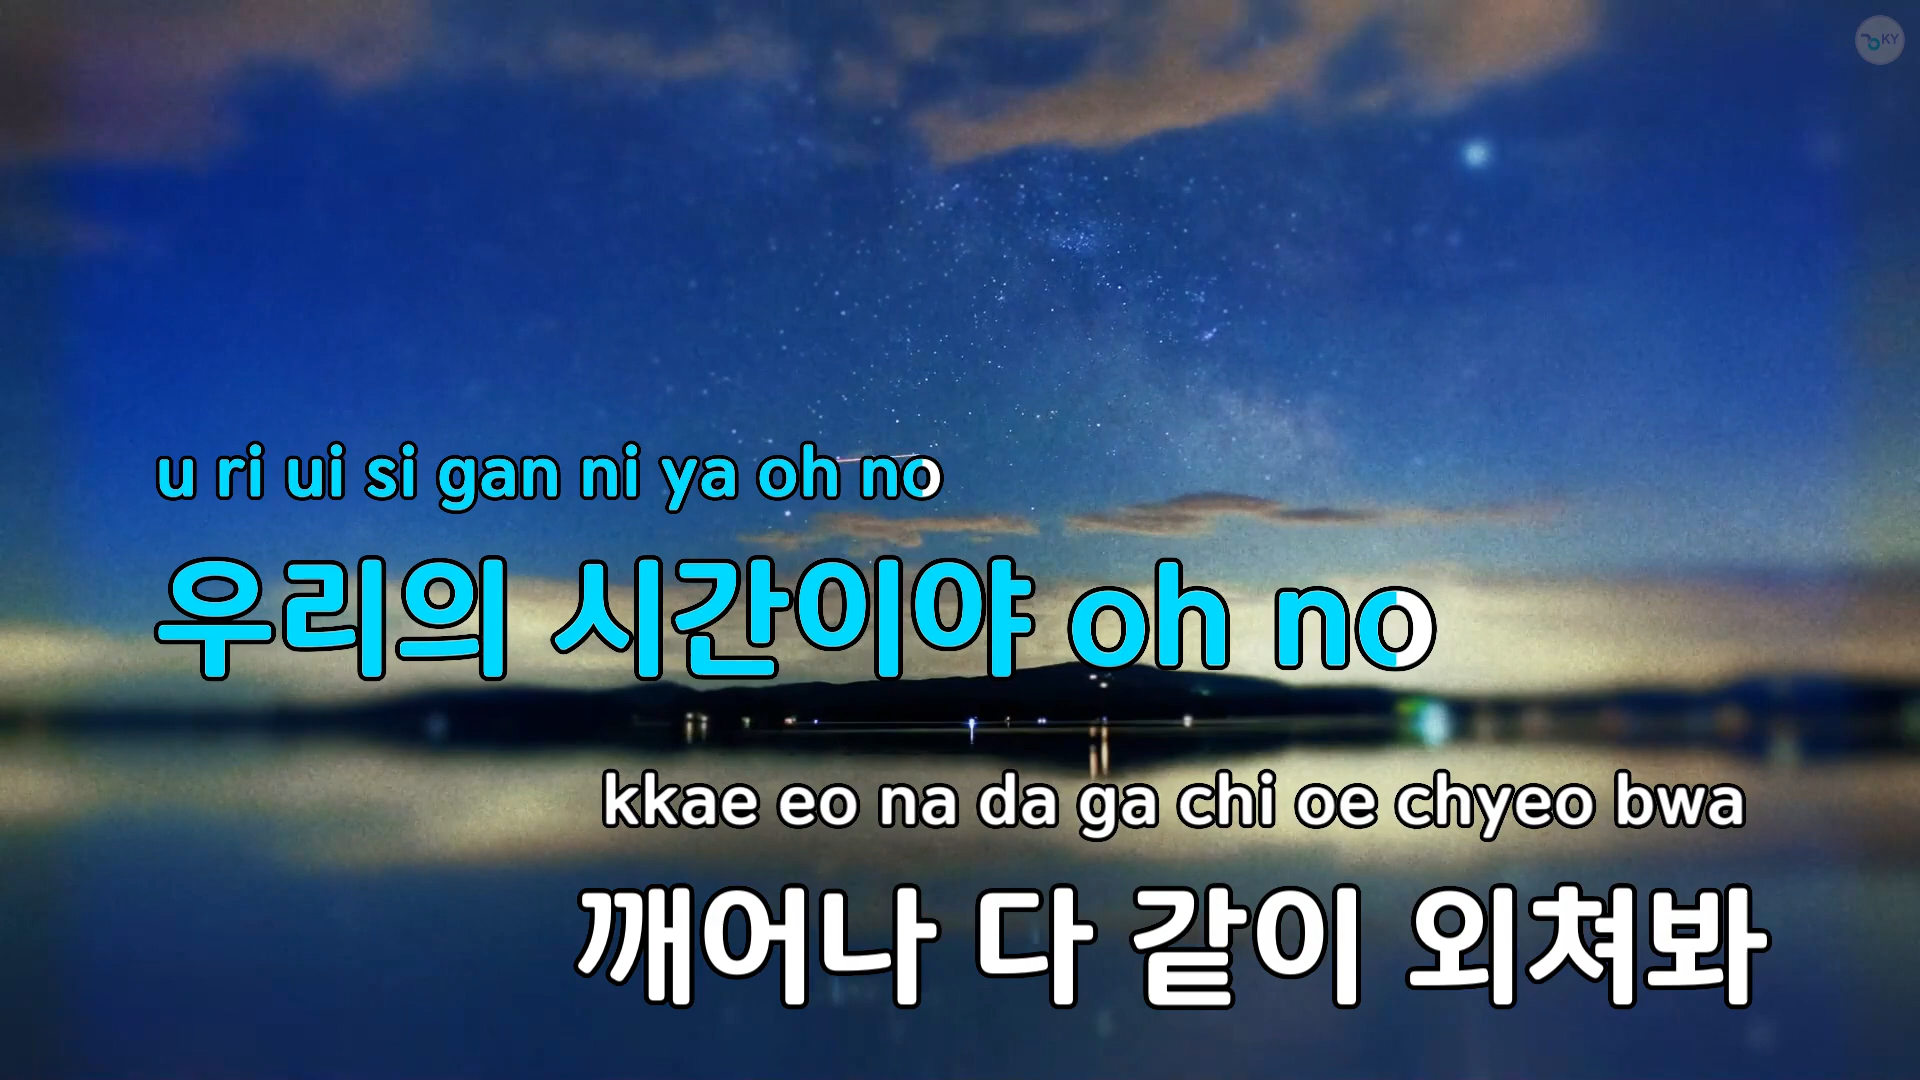 KY
u ri ui si gan ni ya oh no
우리의 시간이야 oh no
kkae eo na da ga chi oe chyeo bwa
깨어나 다 같이 외쳐봐